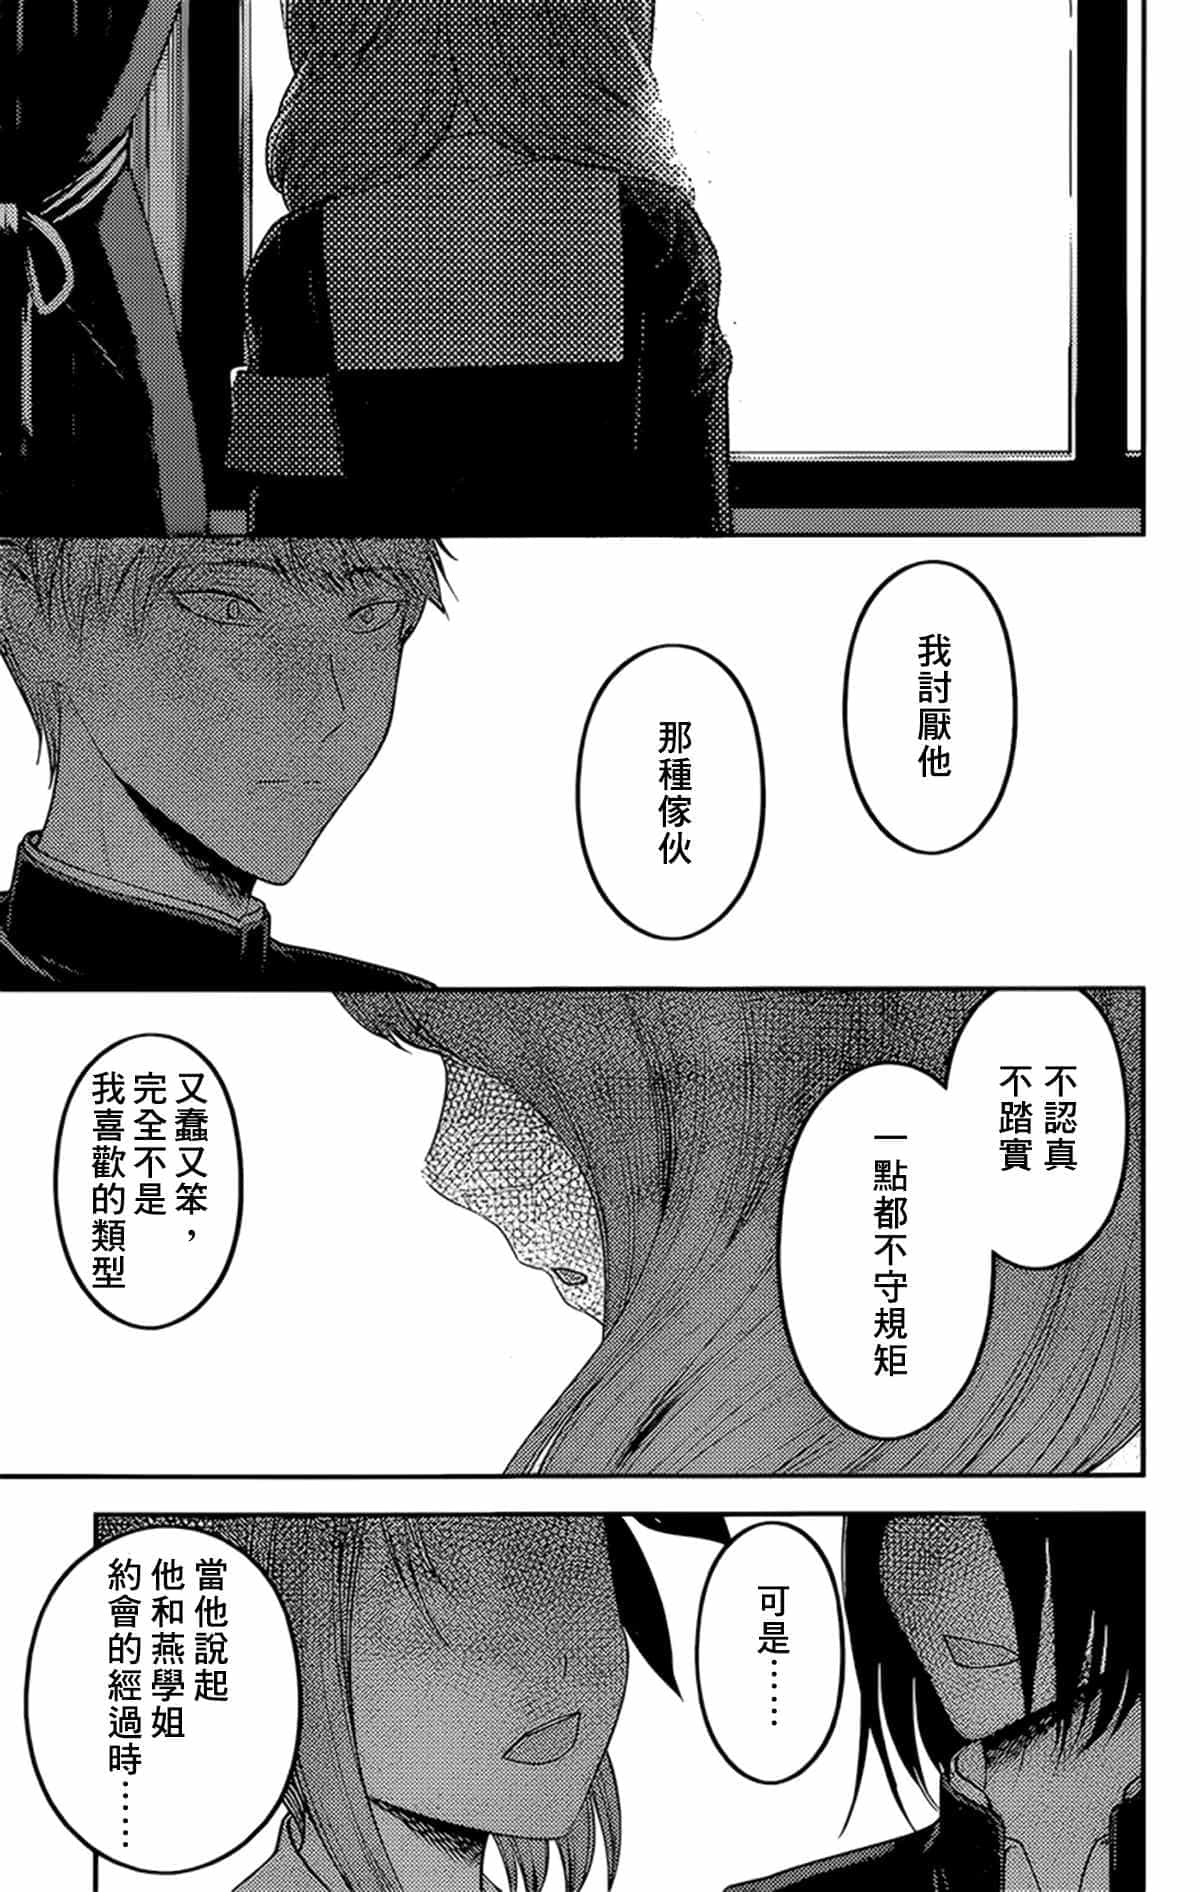 我討厭他
那種傢伙
不認真
不踏實
一點都不守規矩
又蠢又笨，
完全不是
我喜歡的類型
可是……
當他說起
他和燕學姐
約會的經過時……